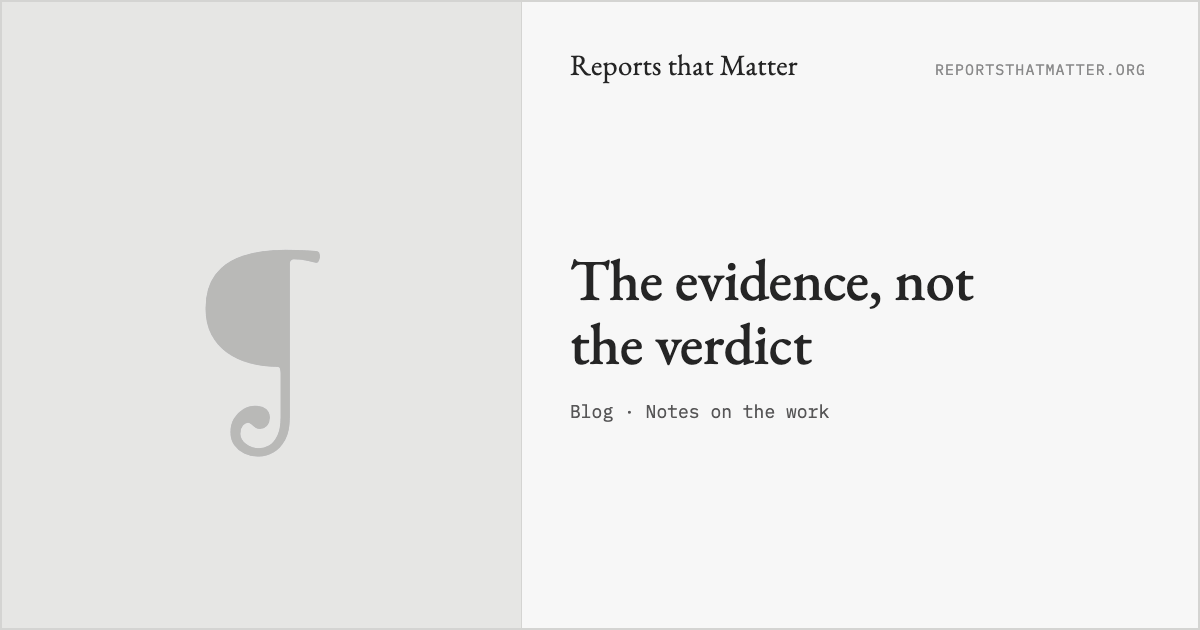 Reports that Matter
REPORTSTHATMATTER.ORG
¶
The evidence, not
the verdict
Blog · Notes on the work